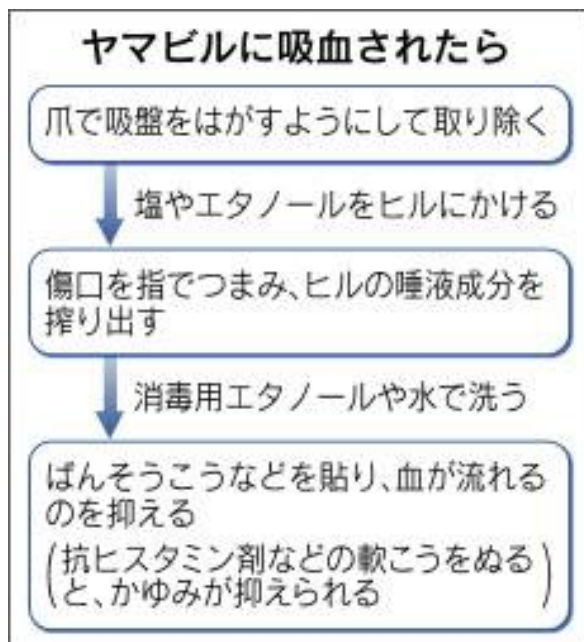 ヤマビルに吸血されたら
爪で吸盤をはがすようにして取り除く
塩やエタノールをヒルにかける
傷口を指でつまみ、ヒルの唾液成分を
搾り出す
消毒用エタノールや水で洗う
ばんそうこうなどを貼り、血が流れる
のを抑える
(抗ヒスタミン剤などの軟こうをぬる
と、かゆみが抑えられる)